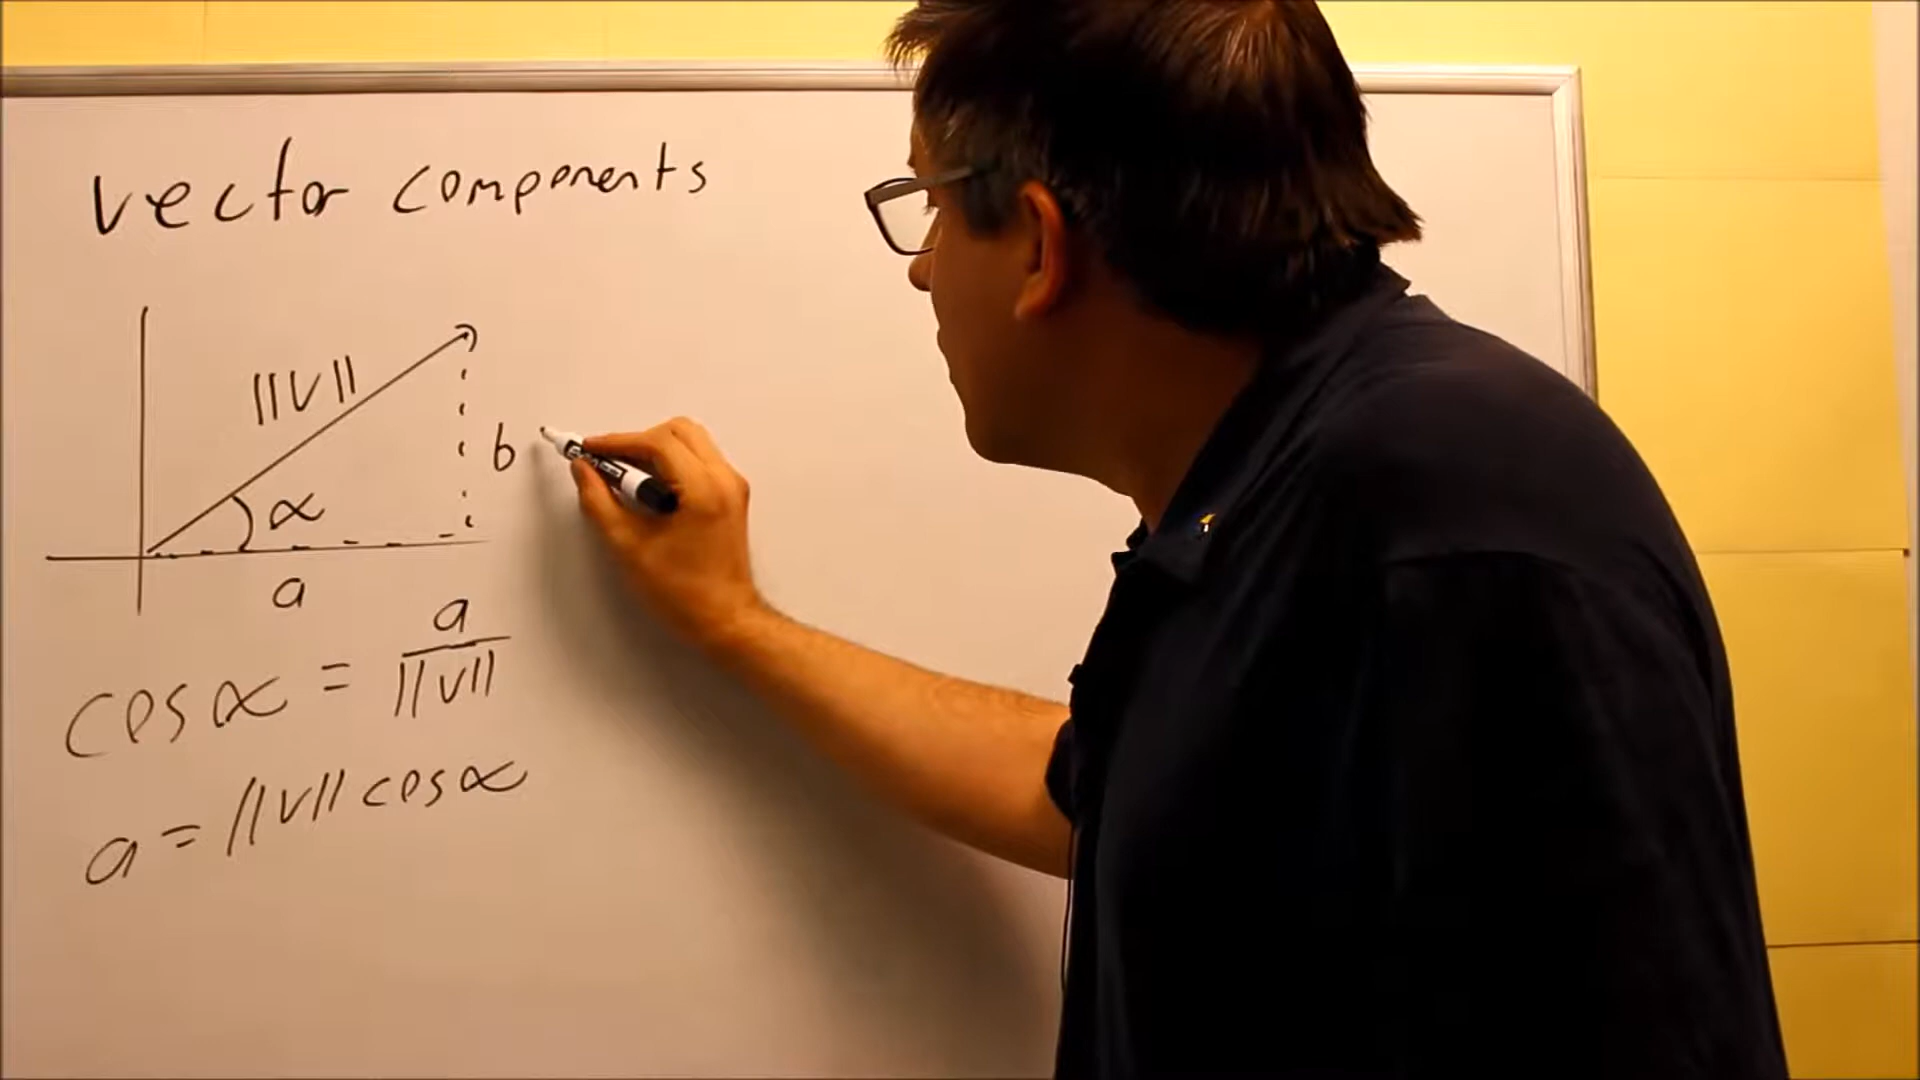 vector components
||V||
b
α
a
cos α = a / ||V||
a = ||V|| cos α